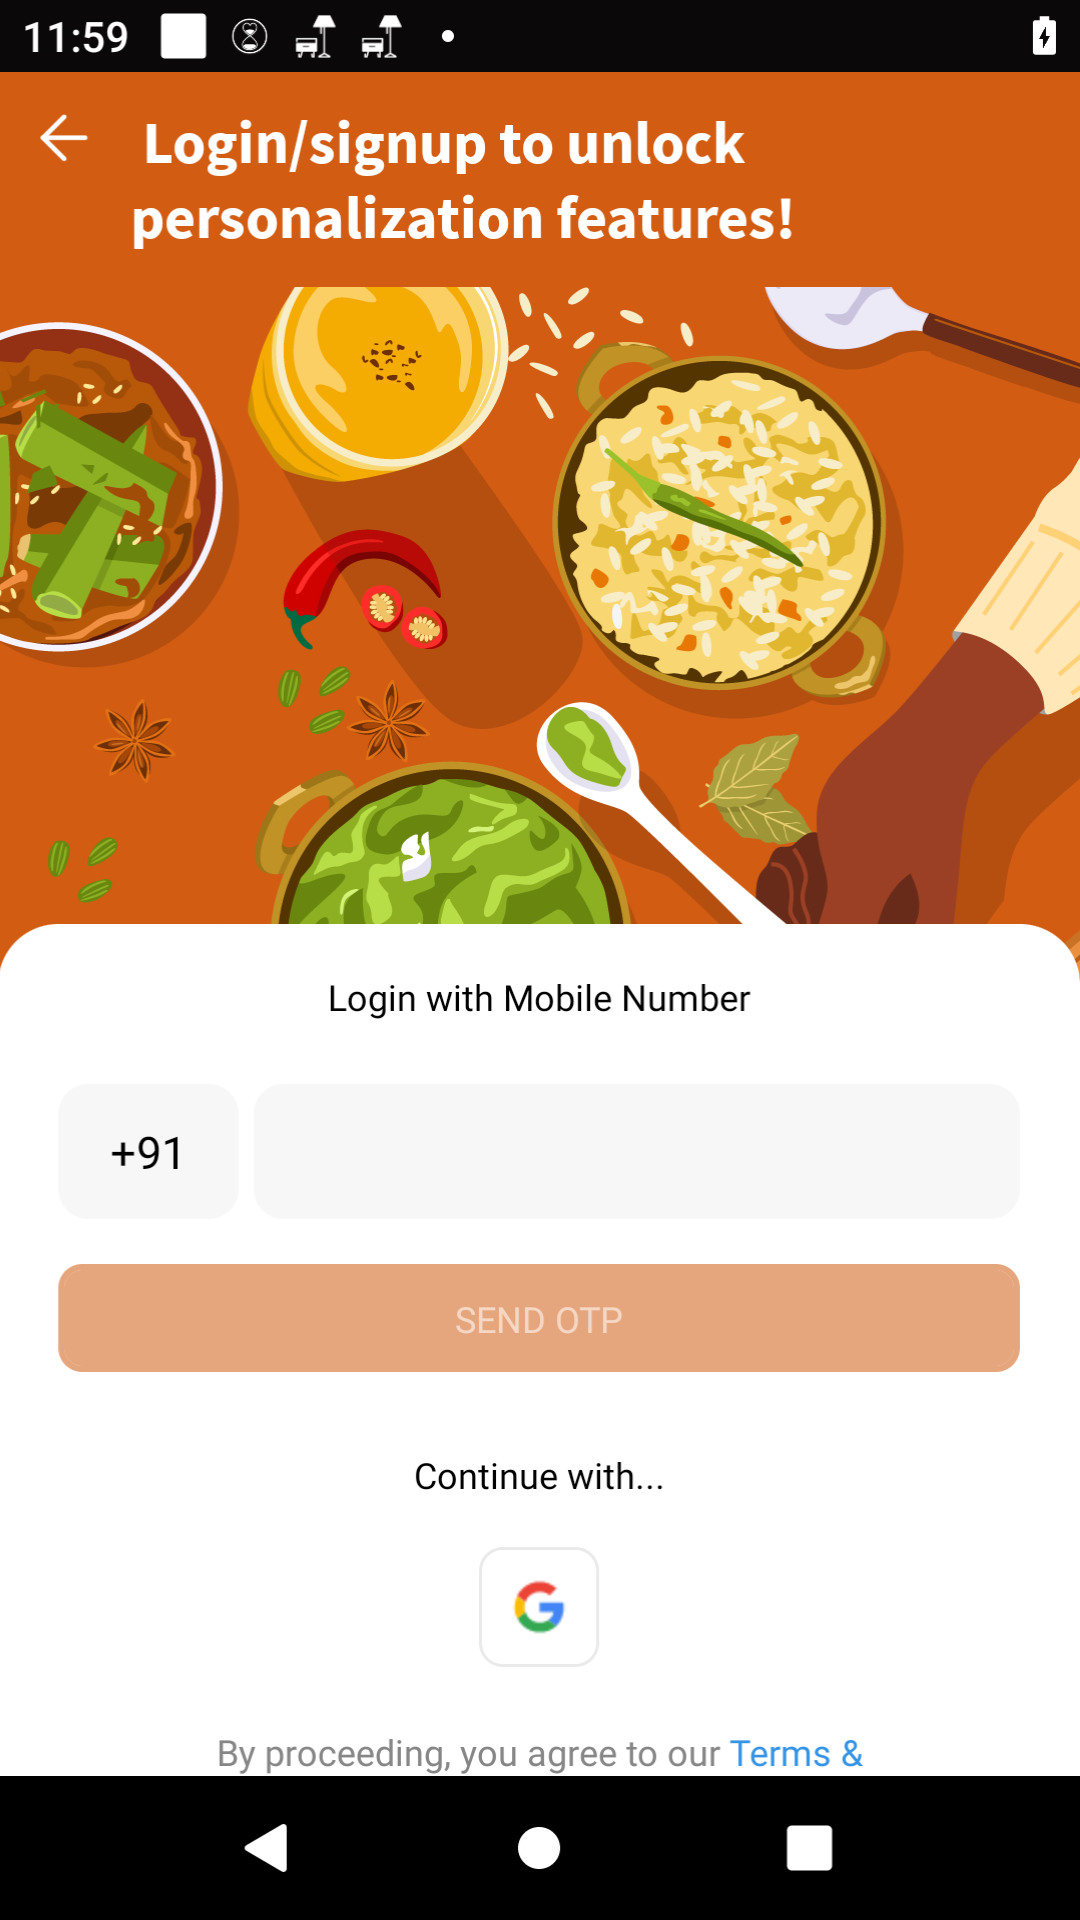 11:59
Login/signup to unlock
personalization features!
Login with Mobile Number
+91
SEND OTP
Continue with...
By proceeding, you agree to our Terms &